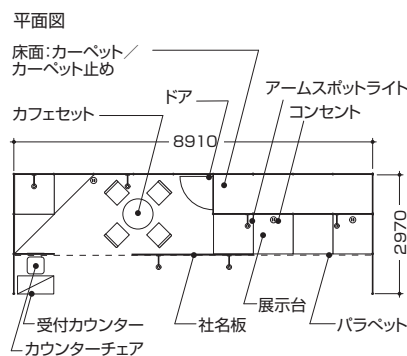 平面図
床面:カーペット／
カーペット止め
ドア
アームスポットライト
カフェセット
コンセント
8910
2970
展示台
受付カウンター
社名板
パラペット
カウンターチェア